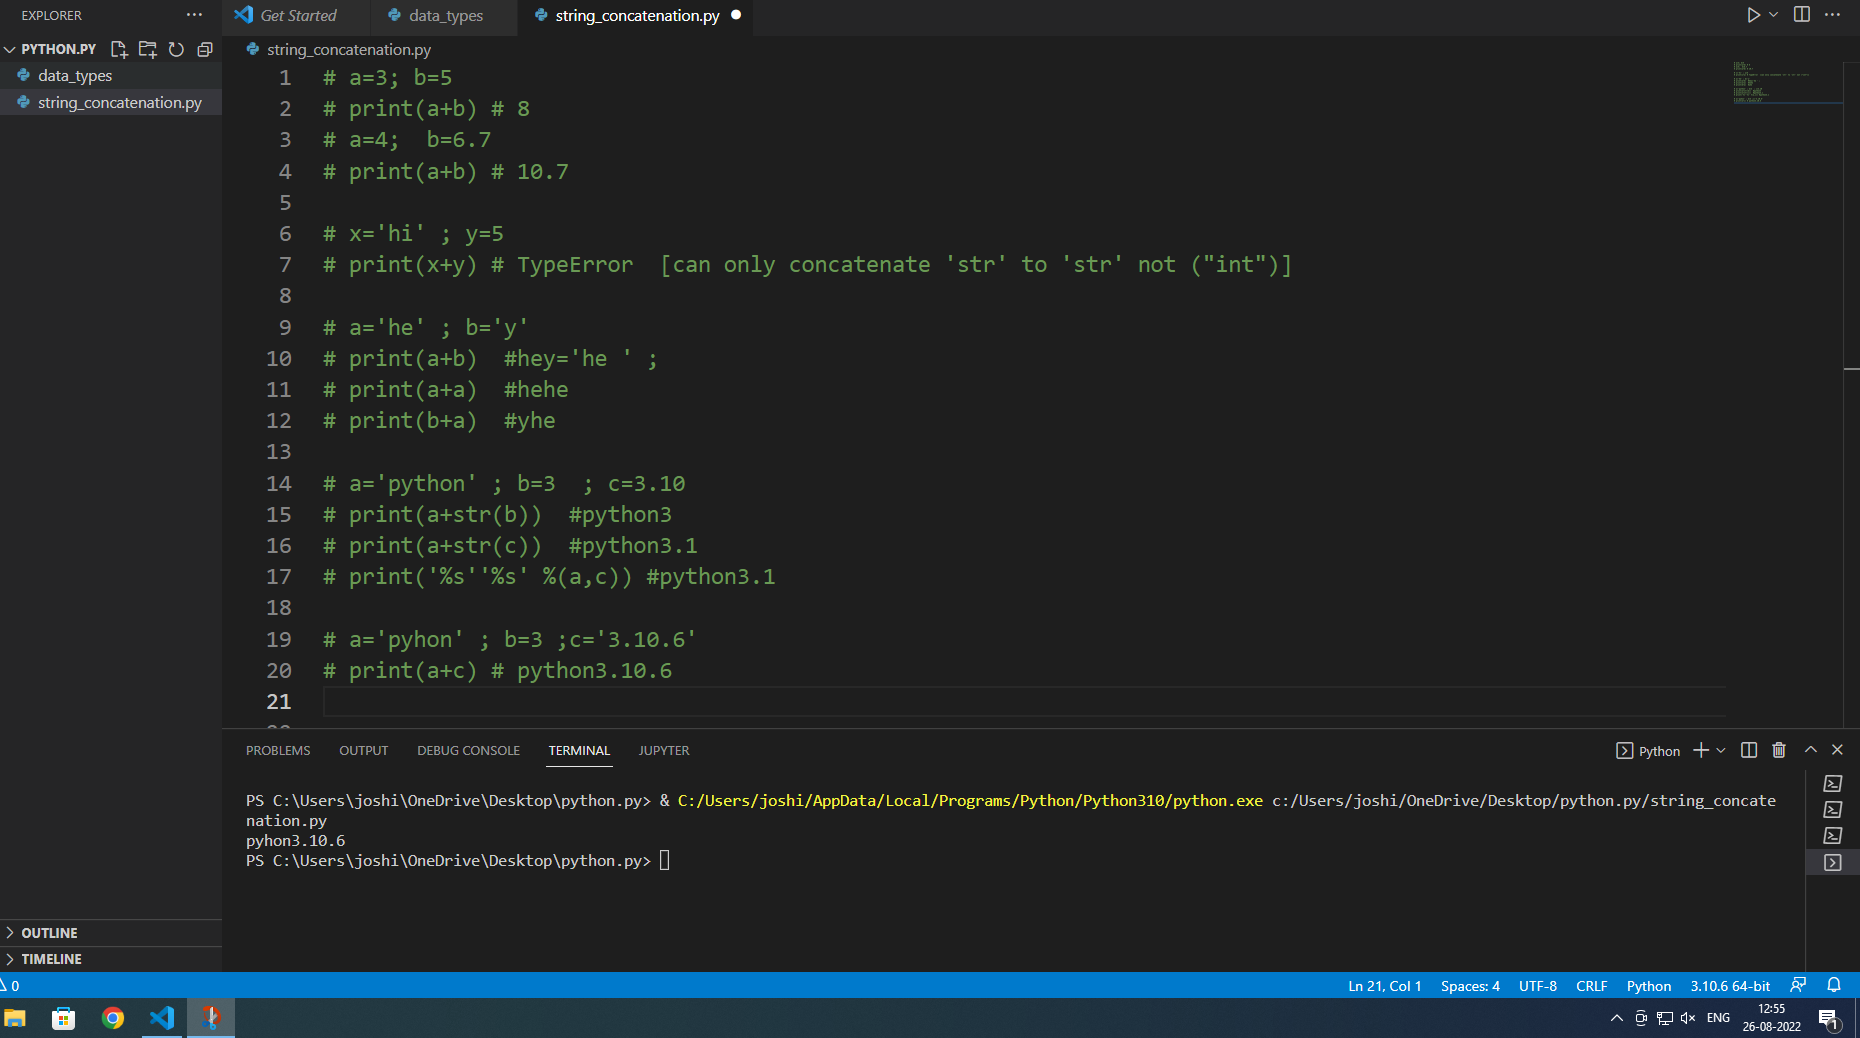 EXPLORER
Get Started
data_types
string_concatenation.py
PYTHON.PY
data_types
string_concatenation.py
string_concatenation.py
1 # a=3; b=5
2 # print(a+b) # 8
3 # a=4;  b=6.7
4 # print(a+b) # 10.7
5
6 # x='hi' ; y=5
7 # print(x+y) # TypeError  [can only concatenate 'str' to 'str' not ("int")]
8
9 # a='he' ; b='y'
10 # print(a+b)  #hey='he ' ;
11 # print(a+a)  #hehe
12 # print(b+a)  #yhe
13
14 # a='python' ; b=3  ; c=3.10
15 # print(a+str(b))  #python3
16 # print(a+str(c))  #python3.1
17 # print('%s''%s' %(a,c)) #python3.1
18
19 # a='pyhon' ; b=3 ;c='3.10.6'
20 # print(a+c) # python3.10.6
21
PROBLEMS OUTPUT DEBUG CONSOLE TERMINAL JUPYTER
Python
PS C:\Users\joshi\OneDrive\Desktop\python.py> & C:/Users/joshi/AppData/Local/Programs/Python/Python310/python.exe c:/Users/joshi/OneDrive/Desktop/python.py/string_concate
nation.py
pyhon3.10.6
PS C:\Users\joshi\OneDrive\Desktop\python.py>
OUTLINE
TIMELINE
0
Ln 21, Col 1 Spaces: 4 UTF-8 CRLF Python 3.10.6 64-bit
ENG
12:55
26-08-2022
1